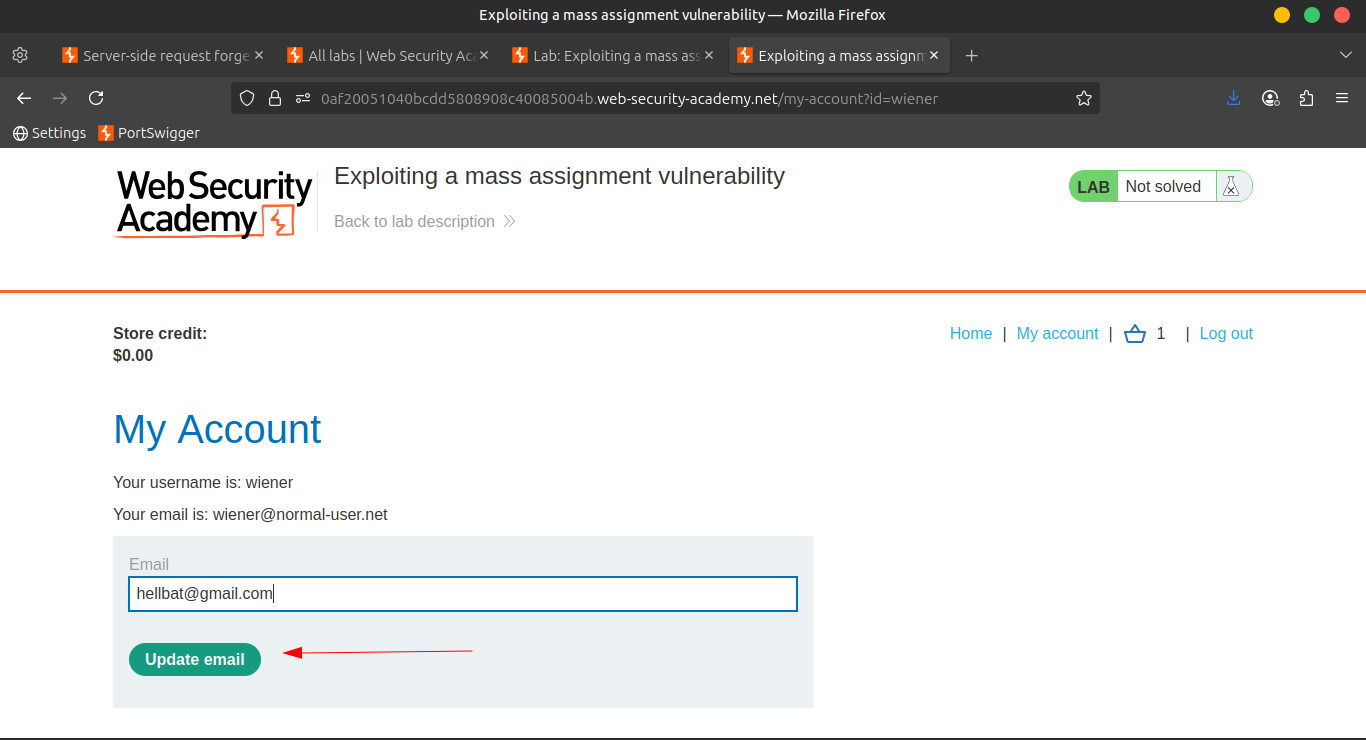 Exploiting a mass assignment vulnerability — Mozilla Firefox
Server-side request forge
All labs | Web Security Ac
Lab: Exploiting a mass ass
Exploiting a mass assignm
0af20051040bcdd5808908c40085004b.web-security-academy.net/my-account?id=wiener
Settings PortSwigger
Web Security Academy
Exploiting a mass assignment vulnerability
Back to lab description
LAB Not solved
Store credit:
$0.00
Home | My account | 1 | Log out
My Account
Your username is: wiener
Your email is: wiener@normal-user.net
Email
hellbat@gmail.com
Update email